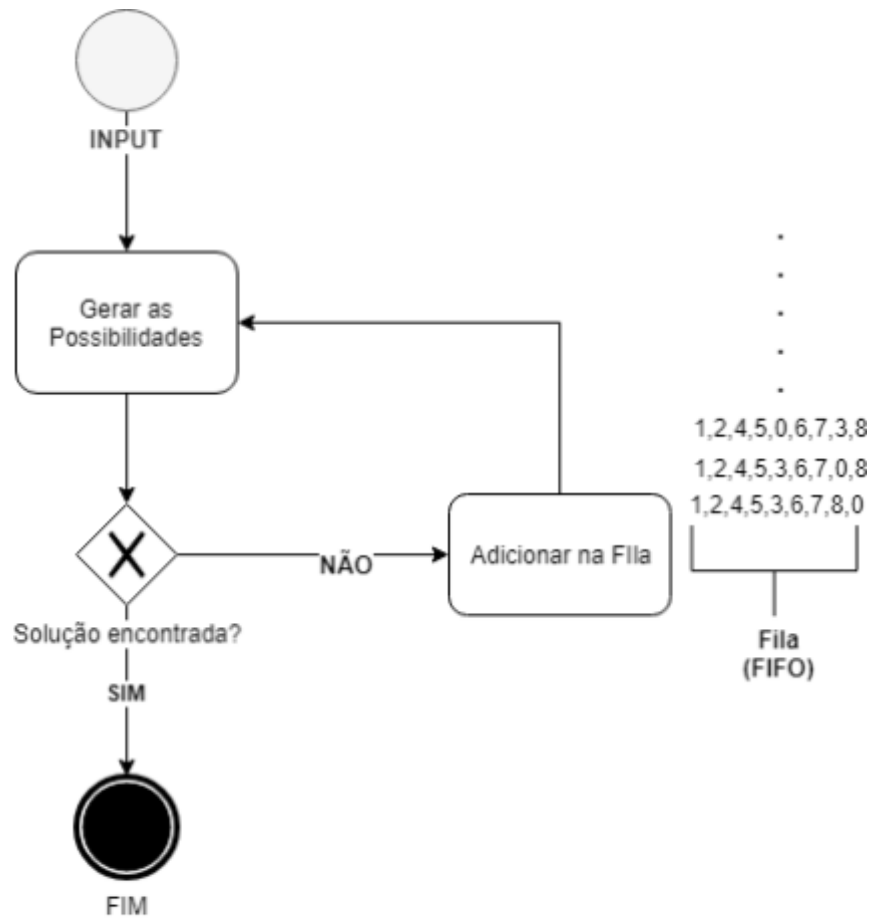 INPUT
Gerar as
Possibilidades
.
.
.
.
.
1,2,4,5,0,6,7,3,8
1,2,4,5,3,6,7,0,8
1,2,4,5,3,6,7,8,0
NÃO
Adicionar na FIla
Solução encontrada?
Fila
(FIFO)
SIM
FIM